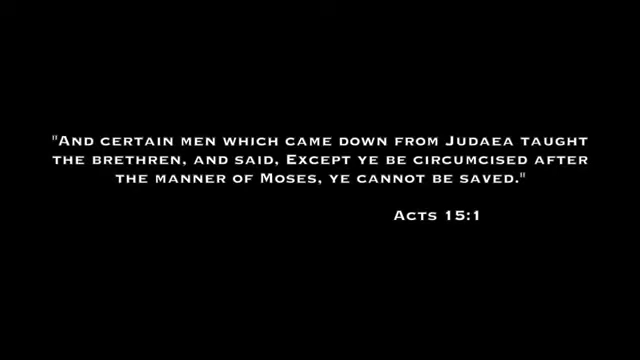 "And certain men which came down from Judaea taught
the brethren, and said, Except ye be circumcised after
the manner of Moses, ye cannot be saved."
Acts 15:1